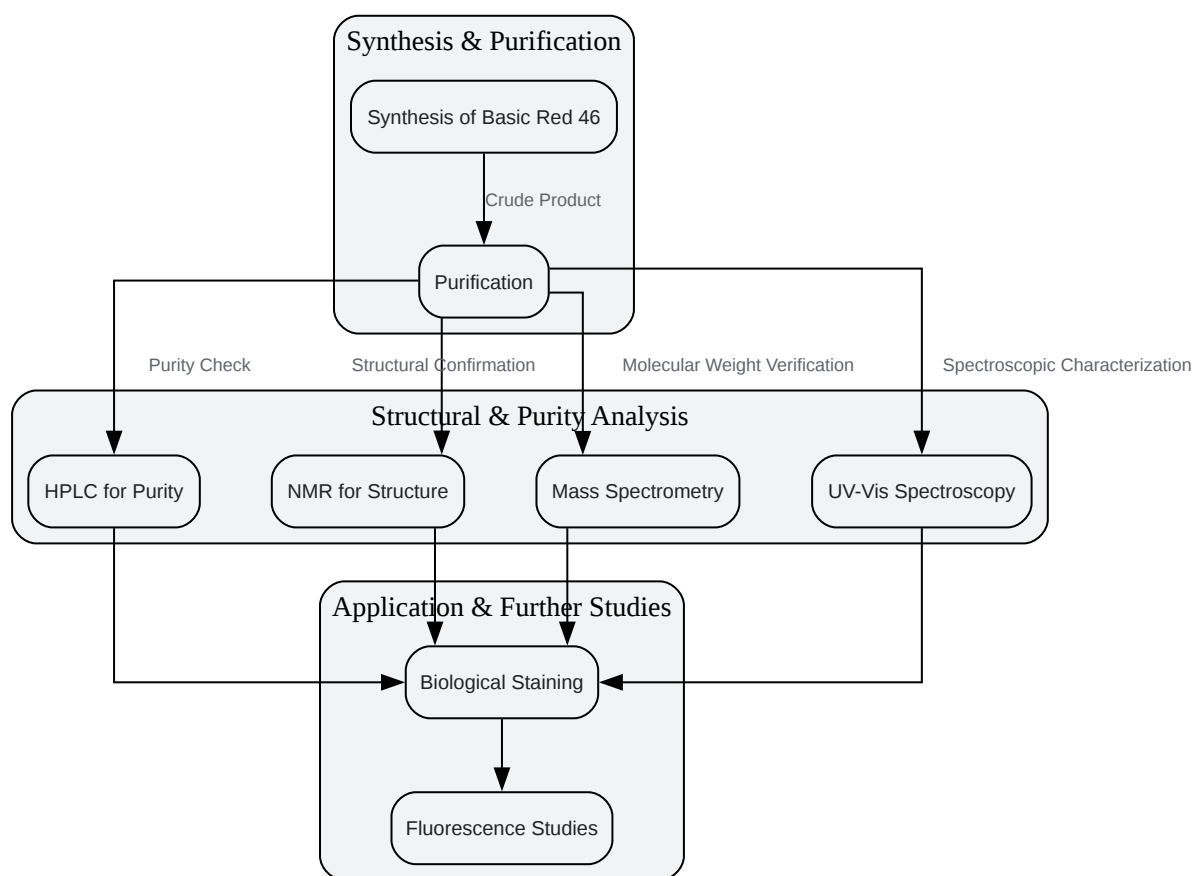 Synthesis & Purification
Synthesis of Basic Red 46
Crude Product
Purification
Purity Check
Structural Confirmation
Molecular Weight Verification
Spectroscopic Characterization
Structural & Purity Analysis
HPLC for Purity
NMR for Structure
Mass Spectrometry
UV-Vis Spectroscopy
Application & Further Studies
Biological Staining
Fluorescence Studies